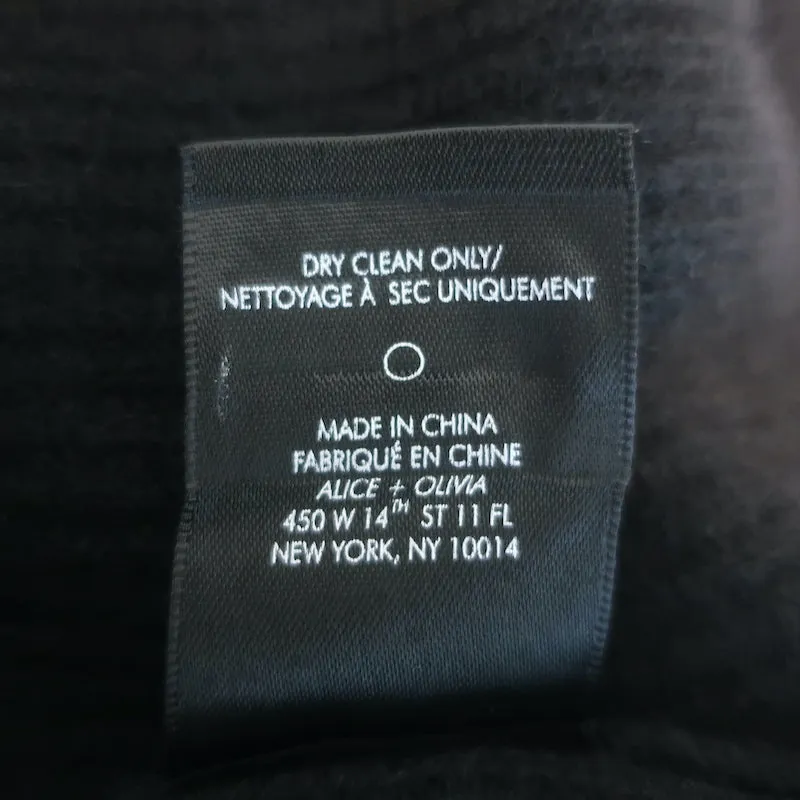 DRY CLEAN ONLY/
NETTOYAGE À SEC UNIQUEMENT
MADE IN CHINA
FABRIQUÉ EN CHINE
ALICE + OLIVIA
450 W 14TH ST 11 FL
NEW YORK, NY 10014